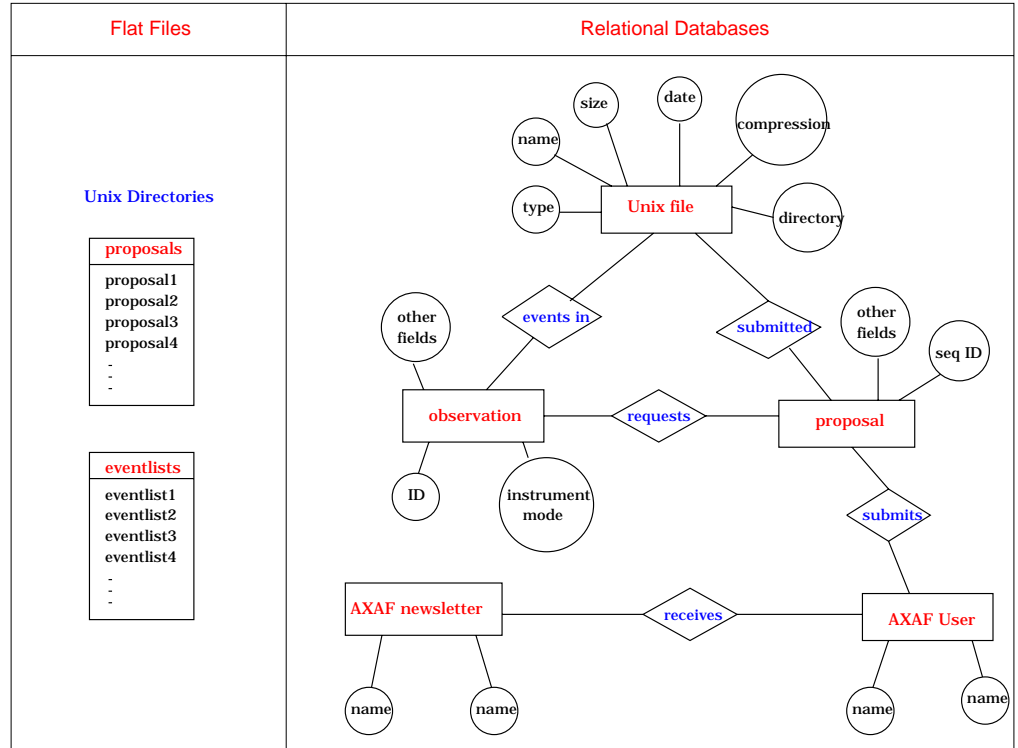 Flat Files
Relational Databases
Unix Directories
proposals
proposal1
proposal2
proposal3
proposal4
-
-
-
eventlists
eventlist1
eventlist2
eventlist3
eventlist4
-
-
-
size
date
compression
name
type
Unix file
directory
events in
submitted
other
fields
other
fields
seq ID
observation
requests
proposal
ID
instrument
mode
submits
AXAF newsletter
receives
AXAF User
name
name
name
name